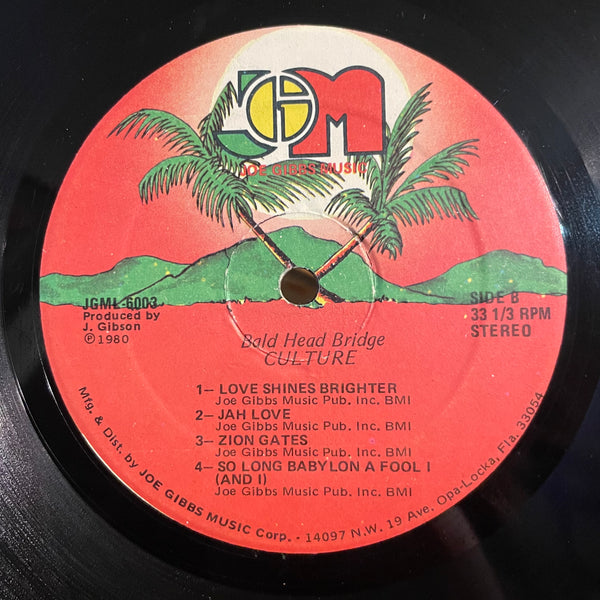 JGM
JOE GIBBS MUSIC
JGML-6003
Produced by
J. Gibson
℗ 1980
SIDE B
33 1/3 RPM
STEREO
Bald Head Bridge
CULTURE
1– LOVE SHINES BRIGHTER
Joe Gibbs Music Pub. Inc. BMI
2– JAH LOVE
Joe Gibbs Music Pub. Inc. BMI
3– ZION GATES
Joe Gibbs Music Pub. Inc. BMI
4– SO LONG BABYLON A FOOL I
(AND I)
Joe Gibbs Music Pub. Inc. BMI
Mfg. & Dist. by JOE GIBBS MUSIC Corp. - 14097 N.W. 19 Ave. Opa-Locka, Fla. 33054